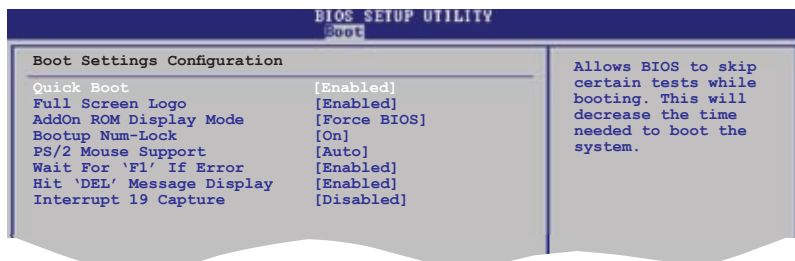 BIOS SETUP UTILITY
Boot
Boot Settings Configuration
Quick Boot [Enabled]
Full Screen Logo [Enabled]
AddOn ROM Display Mode [Force BIOS]
Bootup Num-Lock [On]
PS/2 Mouse Support [Auto]
Wait For ‘F1’ If Error [Enabled]
Hit ‘DEL’ Message Display [Enabled]
Interrupt 19 Capture [Disabled]
Allows BIOS to skip
certain tests while
booting. This will
decrease the time
needed to boot the
system.